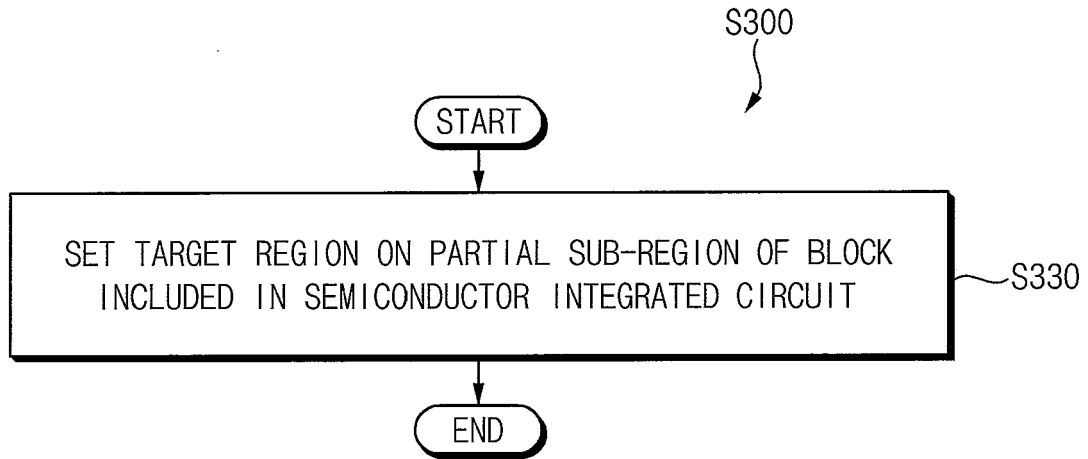 S300
START
SET TARGET REGION ON PARTIAL SUB-REGION OF BLOCK
INCLUDED IN SEMICONDUCTOR INTEGRATED CIRCUIT
S330
END